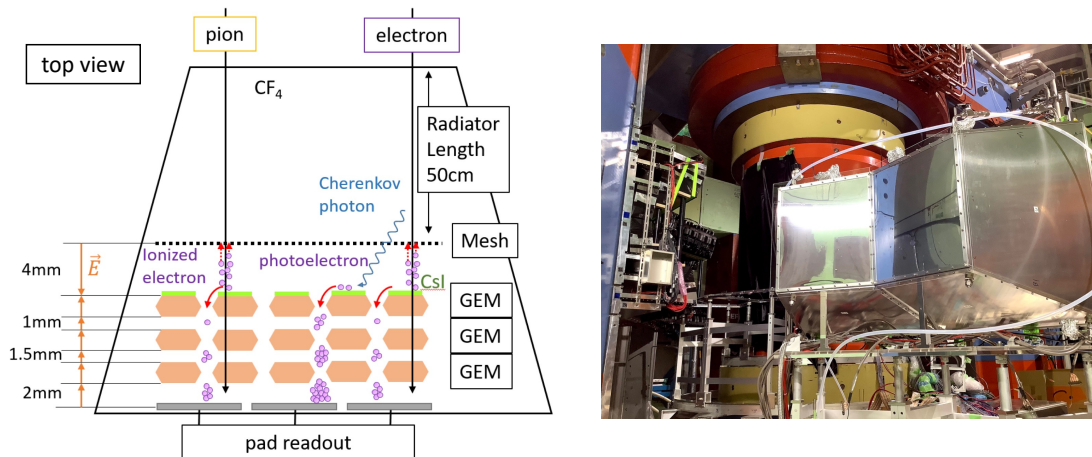 pion
electron
top view
CF4
Radiator
Length
50cm
Cherenkov
photon
Mesh
Ionized
electron
photoelectron
E
4mm
CsI
GEM
1mm
GEM
1.5mm
GEM
2mm
pad readout